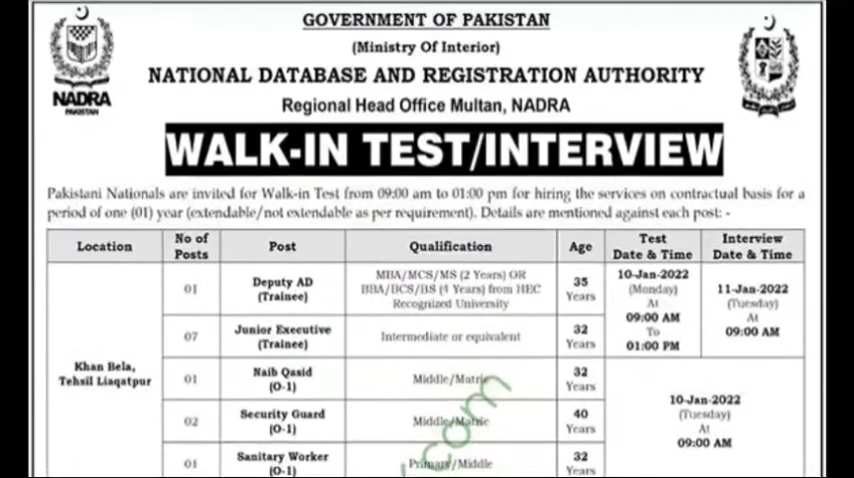 GOVERNMENT OF PAKISTAN
(Ministry Of Interior)
NATIONAL DATABASE AND REGISTRATION AUTHORITY
Regional Head Office Multan, NADRA
NADRA
PAKISTAN
WALK-IN TEST/INTERVIEW
Pakistani Nationals are invited for Walk-in Test from 09:00 am to 01:00 pm for hiring the services on contractual basis for a
period of one (01) year (extendable/not extendable as per requirement). Details are mentioned against each post: -
Location No of Posts Post Qualification Age Test Date & Time Interview Date & Time
Khan Bela,
Tehsil Liaqatpur
01 Deputy AD (Trainee) MBA/MCS/MS (2 Years) OR BBA/BCS/BS (4 Years) from HEC Recognized University 35 Years
07 Junior Executive (Trainee) Intermediate or equivalent 32 Years
10-Jan-2022 (Monday) At 09:00 AM To 01:00 PM
11-Jan-2022 (Tuesday) At 09:00 AM
01 Naib Qasid (O-1) Middle/Matric 32 Years
02 Security Guard (O-1) Middle/Matric 40 Years
01 Sanitary Worker (O-1) Primary/Middle 32 Years
10-Jan-2022 (Tuesday) At 09:00 AM
.com